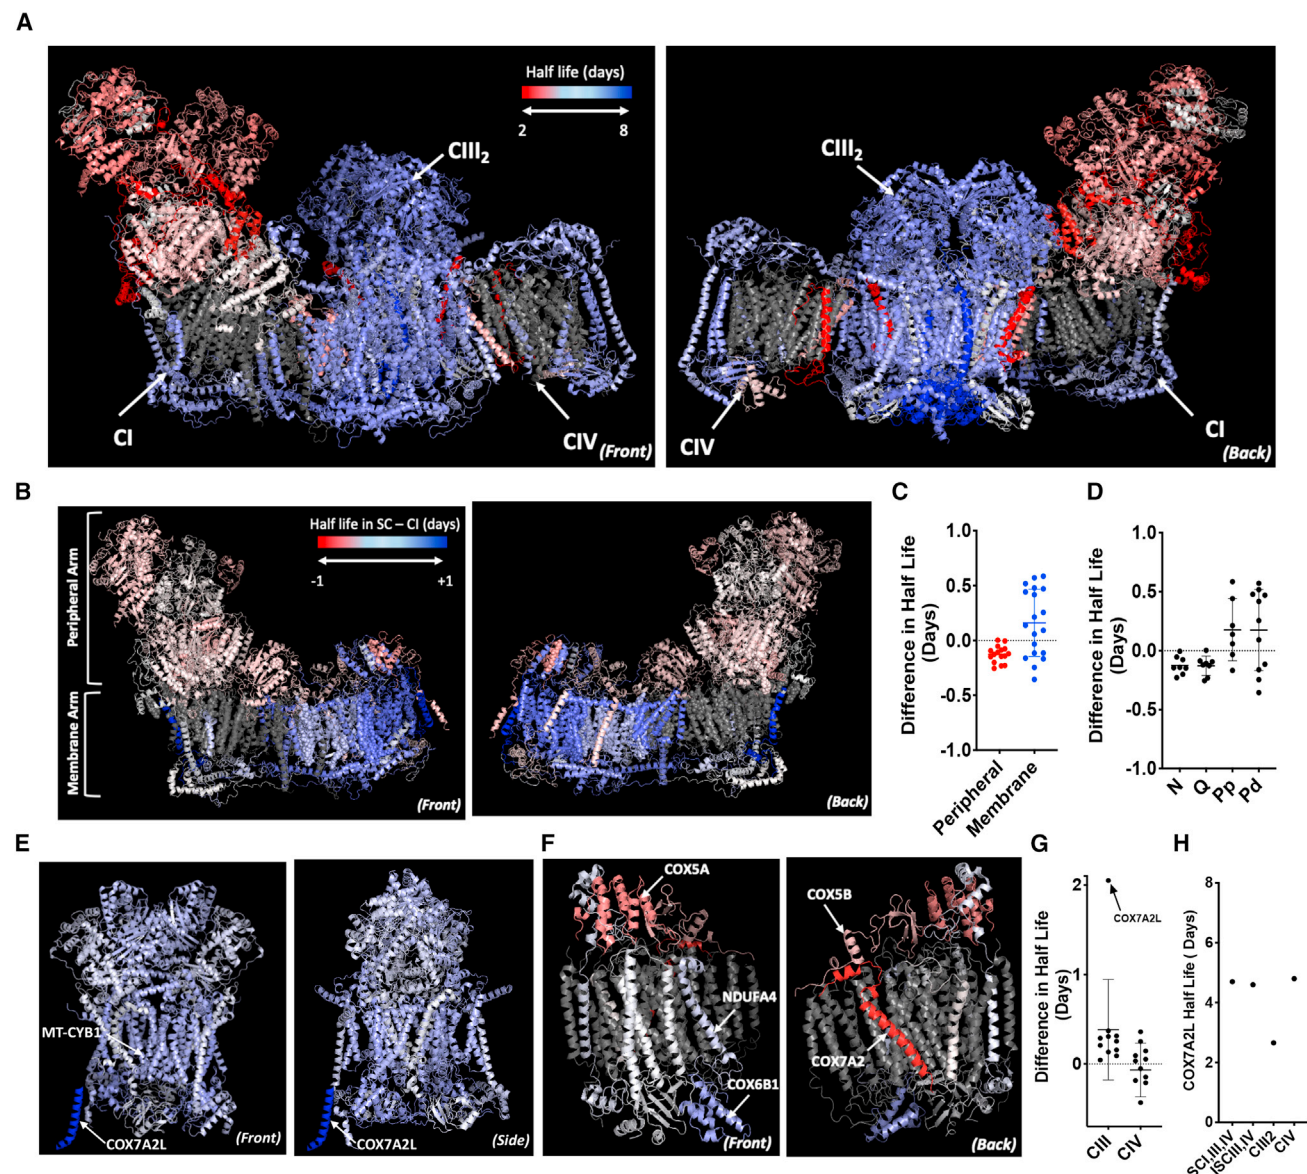 A
Half life (days)
2
8
CIII2
CI
CIV
(Front)
CIII2
CIV
CI
(Back)
B
Peripheral Arm
Membrane Arm
Half life in SC – CI (days)
-1
+1
(Front)
(Back)
C
Difference in Half Life
(Days)
1.0
0.5
0.0
-0.5
-1.0
Peripheral
Membrane
D
Difference in Half Life
(Days)
1.0
0.5
0.0
-0.5
-1.0
N
Q
Pp
Pd
E
MT-CYB1
COX7A2L
(Front)
COX7A2L
(Side)
F
COX5A
NDUFA4
COX6B1
(Front)
COX5B
COX7A2
(Back)
G
Difference in Half Life
(Days)
2
1
0
COX7A2L
CIII
CIV
H
COX7A2L Half Life ( Days)
8
6
4
2
0
SCI,III,IV
SCIII,IV
CIII2
CIV